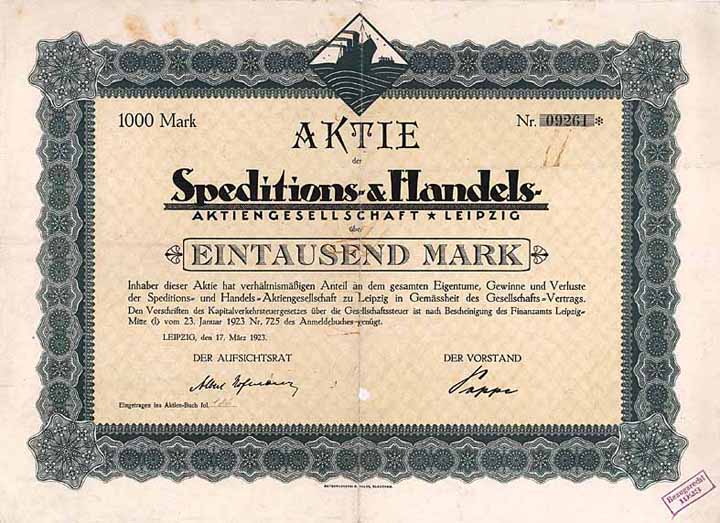 1000 Mark
Nr. 09261 *
AKTIE
der
Speditions- & Handels-
AKTIENGESELLSCHAFT ★ LEIPZIG
über
EINTAUSEND MARK
Inhaber dieser Aktie hat verhältnismäßigen Anteil an dem gesamten Eigentume, Gewinne und Verluste
der Speditions- und Handels-Aktiengesellschaft zu Leipzig in Gemässheit des Gesellschafts-Vertrags.
Den Vorschriften des Kapitalverkehrsteuergesetzes über die Gesellschaftssteuer ist nach Bescheinigung des Finanzamts Leipzig-
Mitte (I) vom 23. Januar 1923 Nr. 725 des Anmeldebuches genügt.
LEIPZIG, den 17. März 1923.
DER AUFSICHTSRAT
DER VORSTAND
Eingetragen ins Aktien-Buch fol.
Bezugsrecht